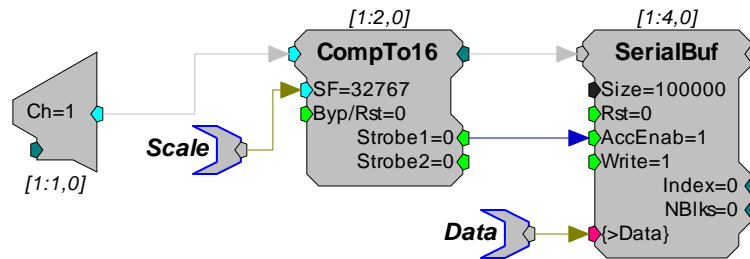 [1:2,0]
[1:4,0]
CompTo16
SerialBuf
Ch=1
SF=32767
Size=100000
Byp/Rst=0
Rst=0
Scale
Strobe1=0
AccEnab=1
Strobe2=0
Write=1
[1:1,0]
Index=0
NBlks=0
Data
{>Data}